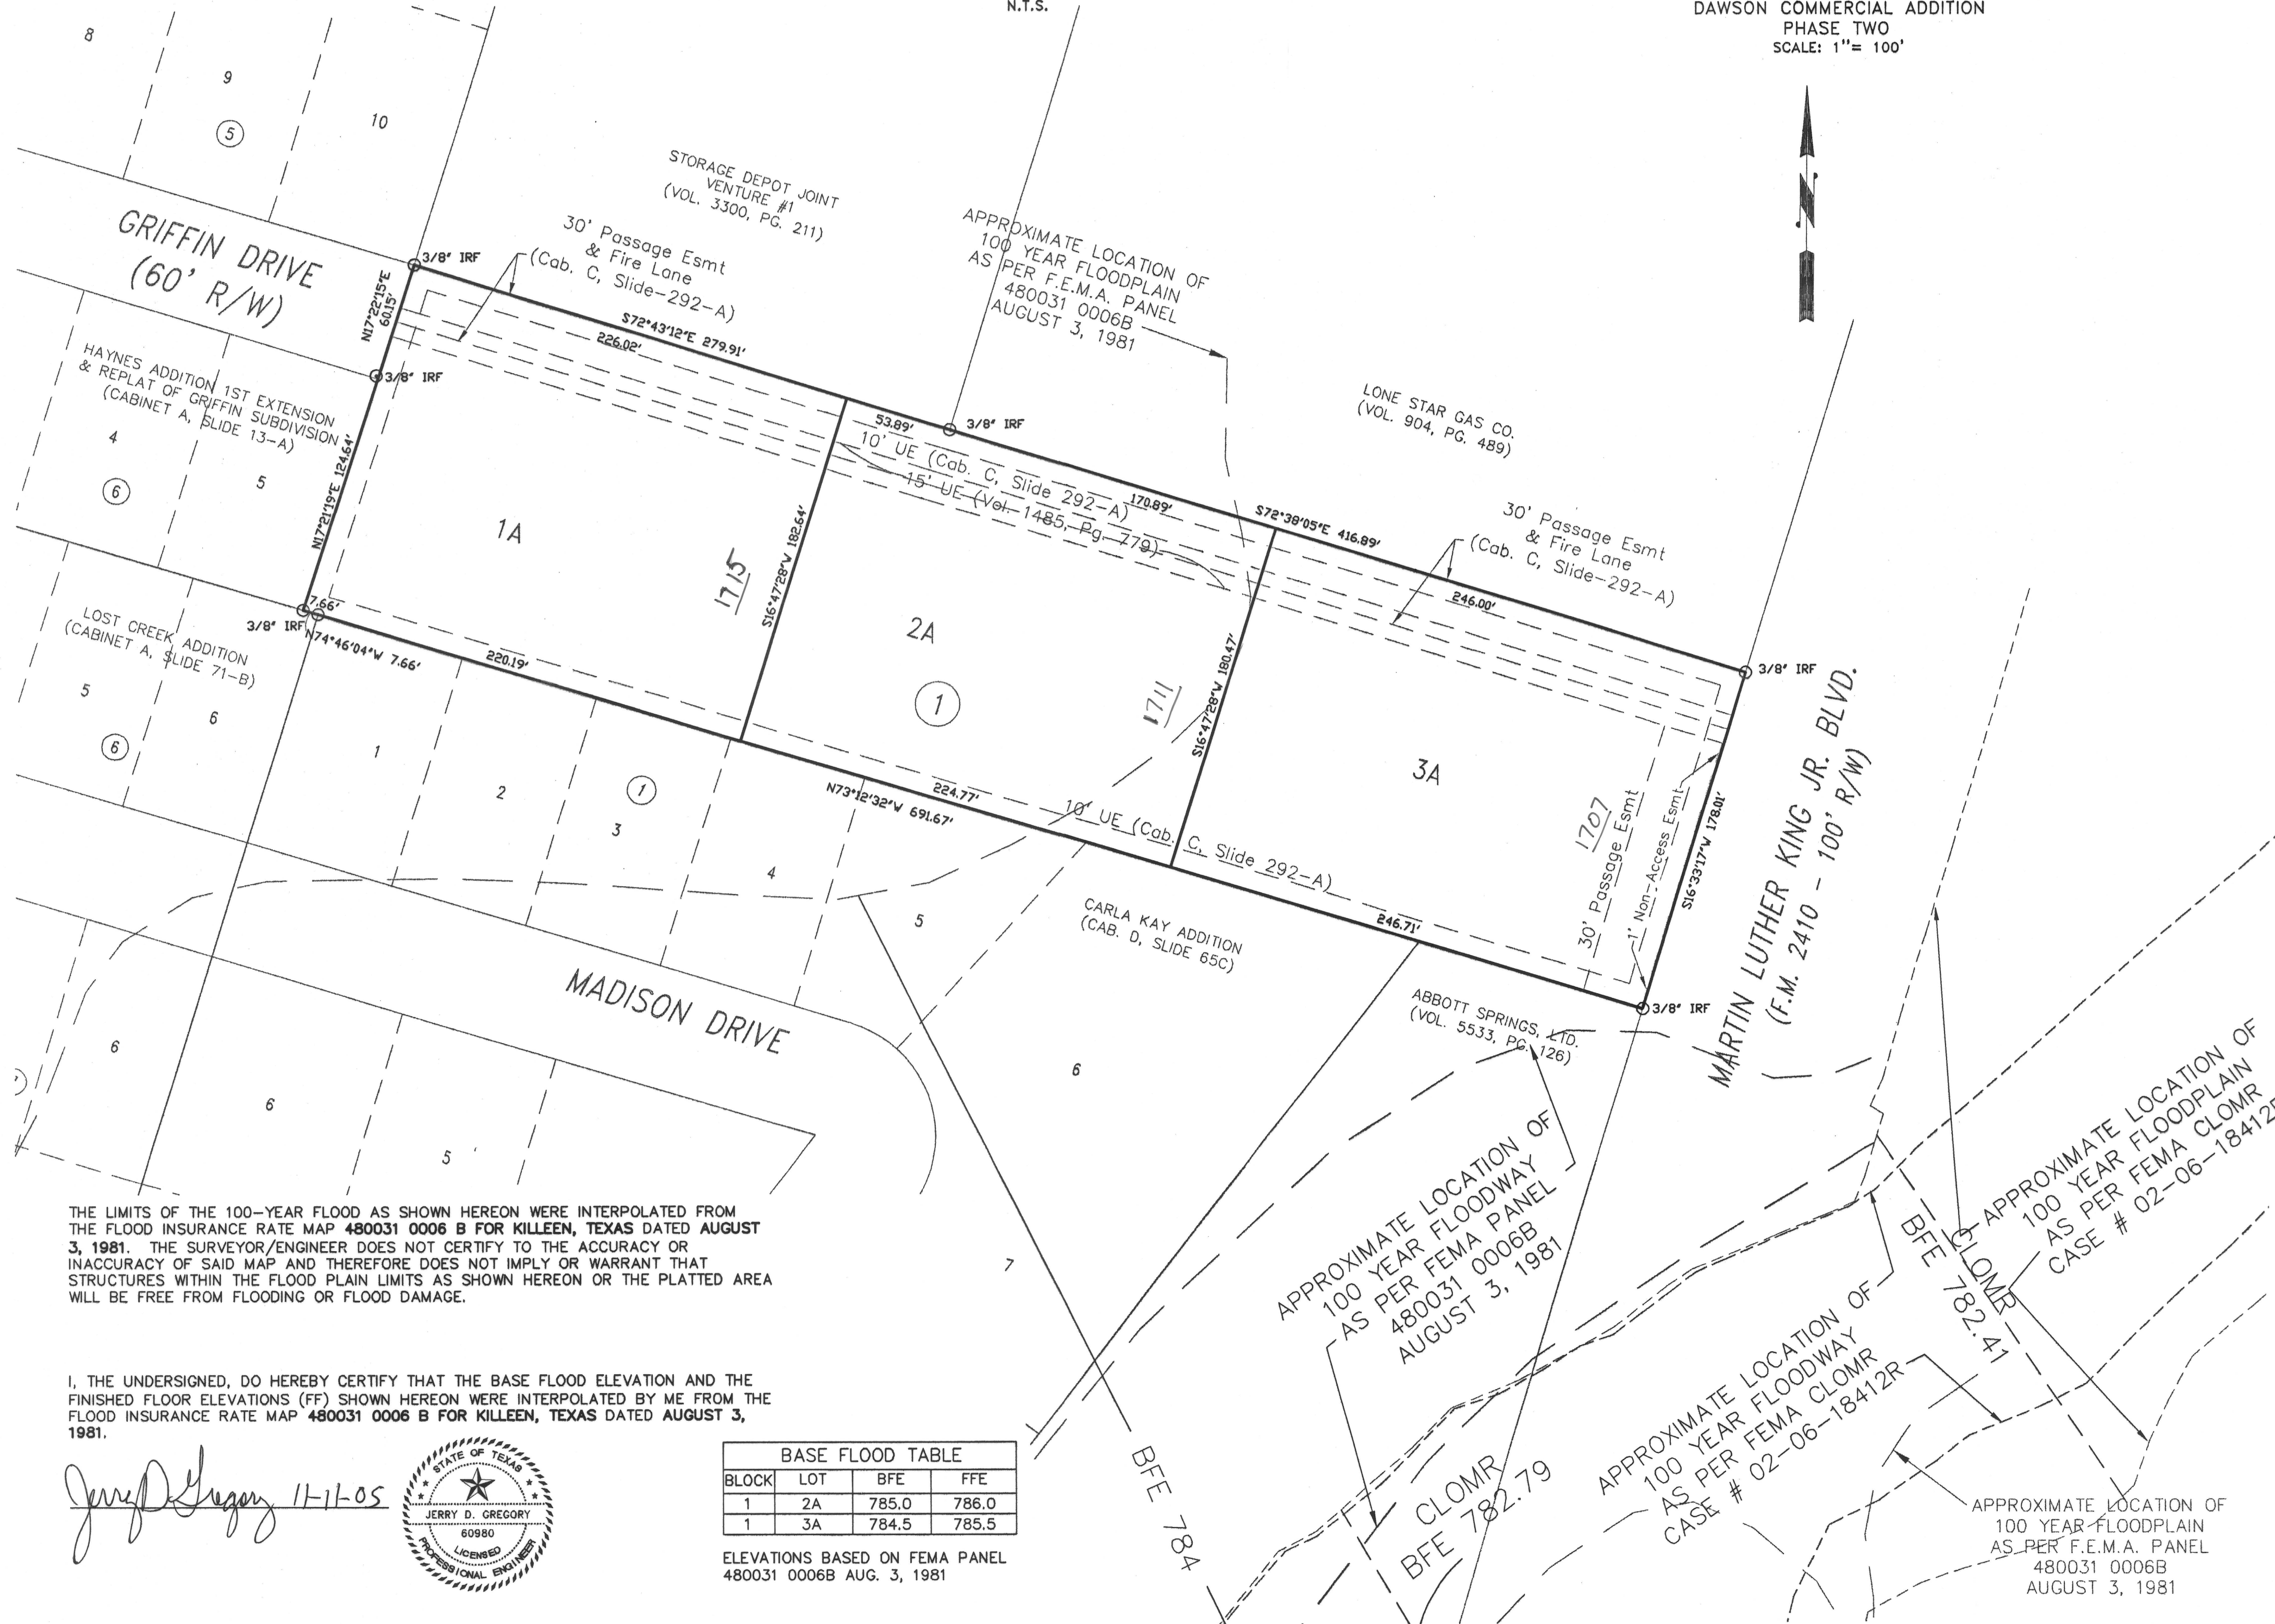 N.T.S.
DAWSON COMMERCIAL ADDITION
PHASE TWO
SCALE: 1"= 100'
N
8
9
5
10
GRIFFIN DRIVE
(60' R/W)
STORAGE DEPOT JOINT
VENTURE #1
(VOL. 3300, PG. 211)
30' Passage Esmt
& Fire Lane
(Cab. C, Slide-292-A)
APPROXIMATE LOCATION OF
100 YEAR FLOODPLAIN
AS PER F.E.M.A. PANEL
480031 0006B
AUGUST 3, 1981
3/8" IRF
N17°22'15"E
60.15'
S72°43'12"E 279.91'
226.02'
3/8" IRF
HAYNES ADDITION 1ST EXTENSION
& REPLAT OF GRIFFIN SUBDIVISION
(CABINET A, SLIDE 13-A)
4
5
6
N17°21'19"E 124.64'
53.89'
3/8" IRF
10' UE (Cab. C, Slide 292-A)
15' UE (Vol. 1485, Pg. 779)
170.89'
S72°38'05"E 416.89'
LONE STAR GAS CO.
(VOL. 904, PG. 489)
30' Passage Esmt
& Fire Lane
(Cab. C, Slide-292-A)
246.00'
1A
1715
S16°47'28"W 182.64'
2A
1
1711
S16°47'28"W 180.47'
3A
1707
30' Passage Esmt
1' Non-Access Esmt
S16°33'17"W 178.01'
3/8" IRF
MARTIN LUTHER KING JR. BLVD.
(F.M. 2410 - 100' R/W)
7.66'
3/8" IRF
N74°46'04"W 7.66'
220.19'
LOST CREEK ADDITION
(CABINET A, SLIDE 71-B)
5
6
6
1
2
1
3
4
5
N73°12'32"W 691.67'
224.77'
10' UE (Cab. C, Slide 292-A)
246.71'
3/8" IRF
CARLA KAY ADDITION
(CAB. D, SLIDE 65C)
ABBOTT SPRINGS, LTD.
(VOL. 5533, PG. 126)
MADISON DRIVE
6
6
5
6
7
THE LIMITS OF THE 100-YEAR FLOOD AS SHOWN HEREON WERE INTERPOLATED FROM
THE FLOOD INSURANCE RATE MAP 480031 0006 B FOR KILLEEN, TEXAS DATED AUGUST
3, 1981. THE SURVEYOR/ENGINEER DOES NOT CERTIFY TO THE ACCURACY OR
INACCURACY OF SAID MAP AND THEREFORE DOES NOT IMPLY OR WARRANT THAT
STRUCTURES WITHIN THE FLOOD PLAIN LIMITS AS SHOWN HEREON OR THE PLATTED AREA
WILL BE FREE FROM FLOODING OR FLOOD DAMAGE.
I, THE UNDERSIGNED, DO HEREBY CERTIFY THAT THE BASE FLOOD ELEVATION AND THE
FINISHED FLOOR ELEVATIONS (FF) SHOWN HEREON WERE INTERPOLATED BY ME FROM THE
FLOOD INSURANCE RATE MAP 480031 0006 B FOR KILLEEN, TEXAS DATED AUGUST 3,
1981.
Jerry D Gregory 11-11-05
STATE OF TEXAS
JERRY D. GREGORY
60980
LICENSED
PROFESSIONAL ENGINEER
BASE FLOOD TABLE
BLOCK LOT BFE FFE
1 2A 785.0 786.0
1 3A 784.5 785.5
ELEVATIONS BASED ON FEMA PANEL
480031 0006B AUG. 3, 1981
BFE 784
APPROXIMATE LOCATION OF
100 YEAR FLOODWAY
AS PER FEMA PANEL
480031 0006B
AUGUST 3, 1981
CLOMR
BFE 782.79
APPROXIMATE LOCATION OF
100 YEAR FLOODWAY
AS PER FEMA CLOMR
CASE # 02-06-18412R
CLOMR
BFE 782.41
APPROXIMATE LOCATION OF
100 YEAR FLOODPLAIN
AS PER FEMA CLOMR
CASE # 02-06-18412R
APPROXIMATE LOCATION OF
100 YEAR FLOODPLAIN
AS PER F.E.M.A. PANEL
480031 0006B
AUGUST 3, 1981